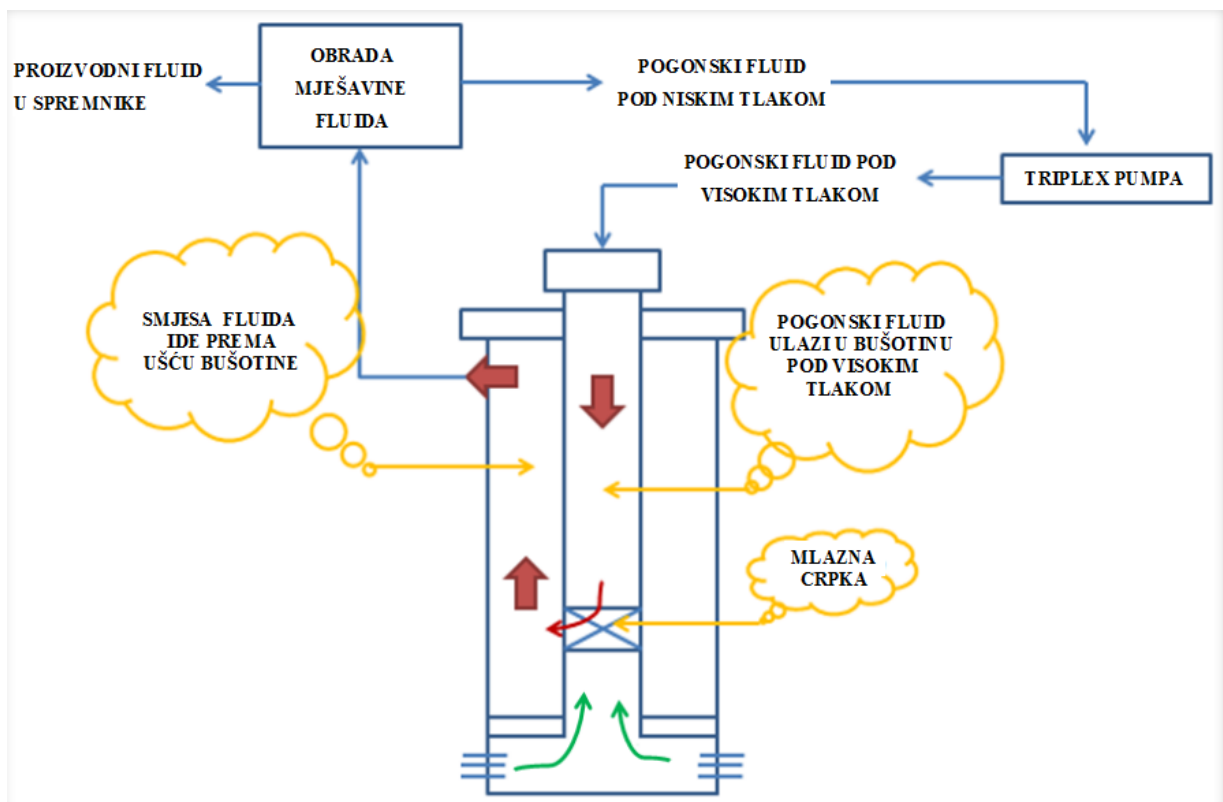 PROIZVODNI FLUID
U SPREMNIKE
OBRADA
MJEŠAVINE
FLUIDA
POGONSKI FLUID
POD NISKIM TLAKOM
POGONSKI FLUID POD
VISOKIM TLAKOM
TRIPLEX PUMPA
SMJESA FLUIDA
IDE PREMA
UŠĆU BUŠOTINE
POGONSKI FLUID
ULAZI U BUŠOTINU
POD VISOKIM
TLAKOM
MLAZNA
CRPKA